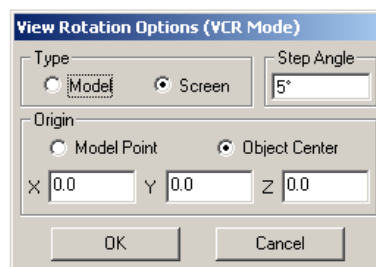 View Rotation Options (VCR Mode)
Type
Model Screen
Step Angle
5°
Origin
Model Point Object Center
X 0.0 Y 0.0 Z 0.0
OK Cancel